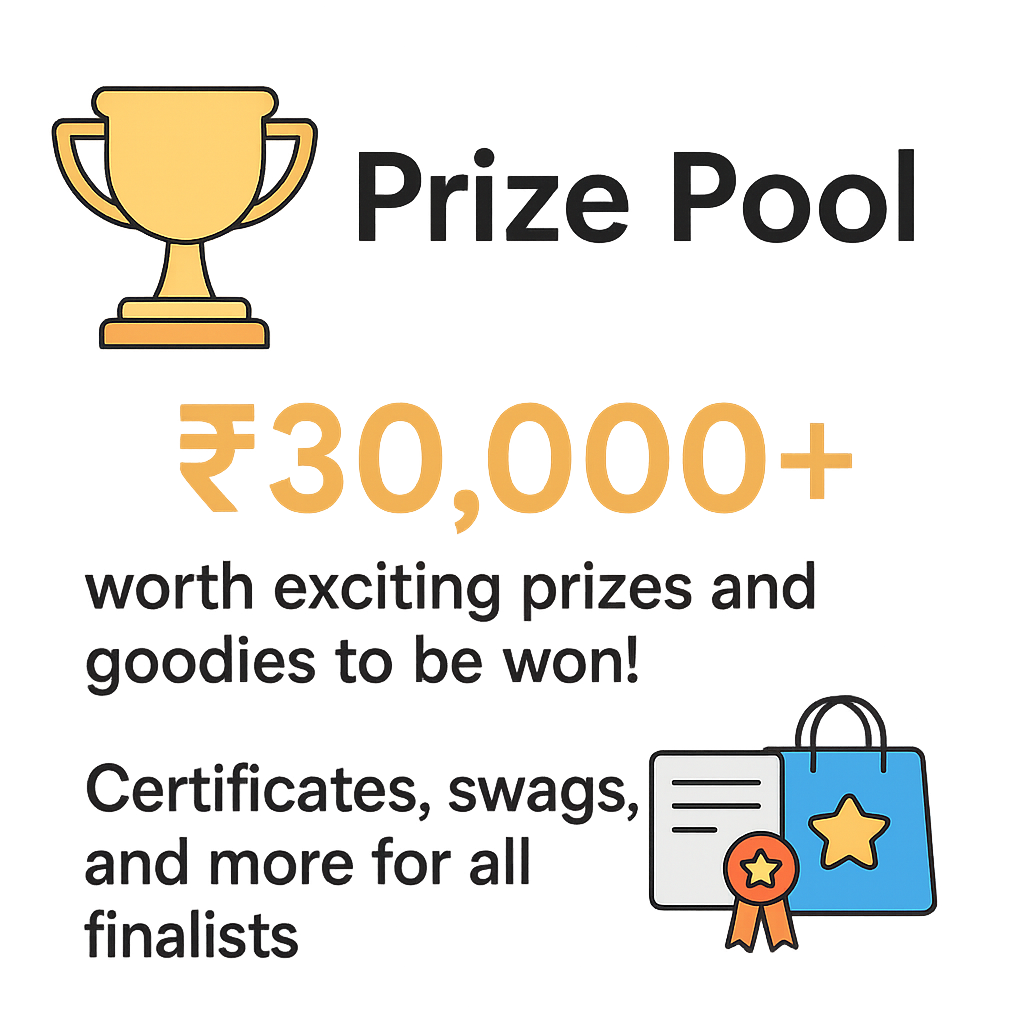 Prize Pool
₹30,000+
worth exciting prizes and
goodies to be won!
Certificates, swags,
and more for all
finalists